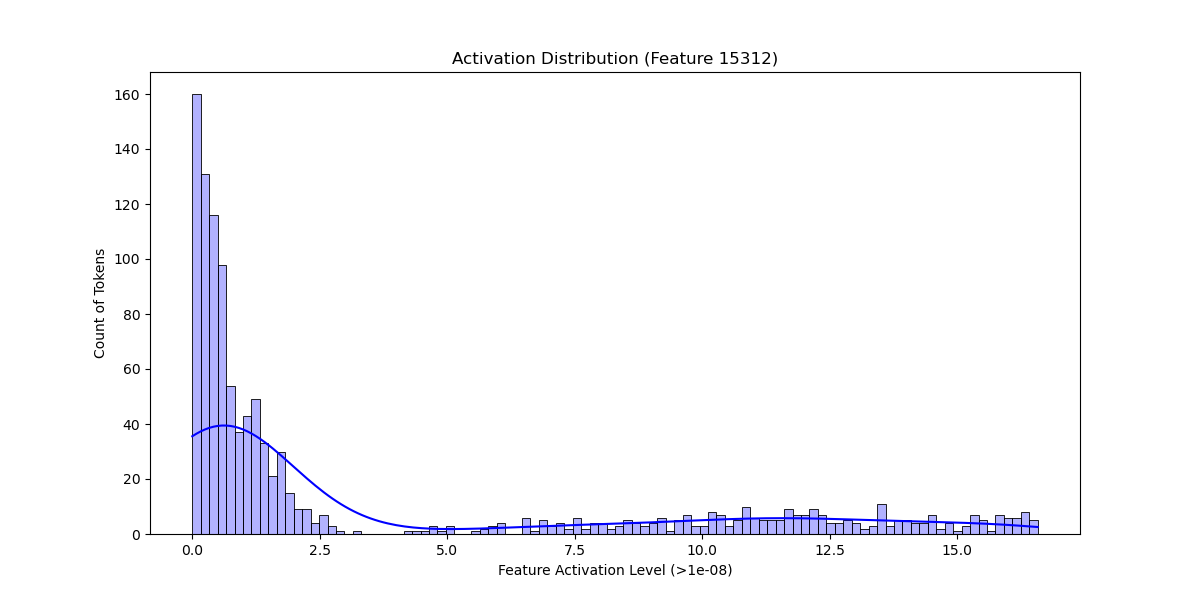 Activation Distribution (Feature 15312)
160
140
120
100
80
60
40
20
0
Count of Tokens
0.0 2.5 5.0 7.5 10.0 12.5 15.0
Feature Activation Level (>1e-08)